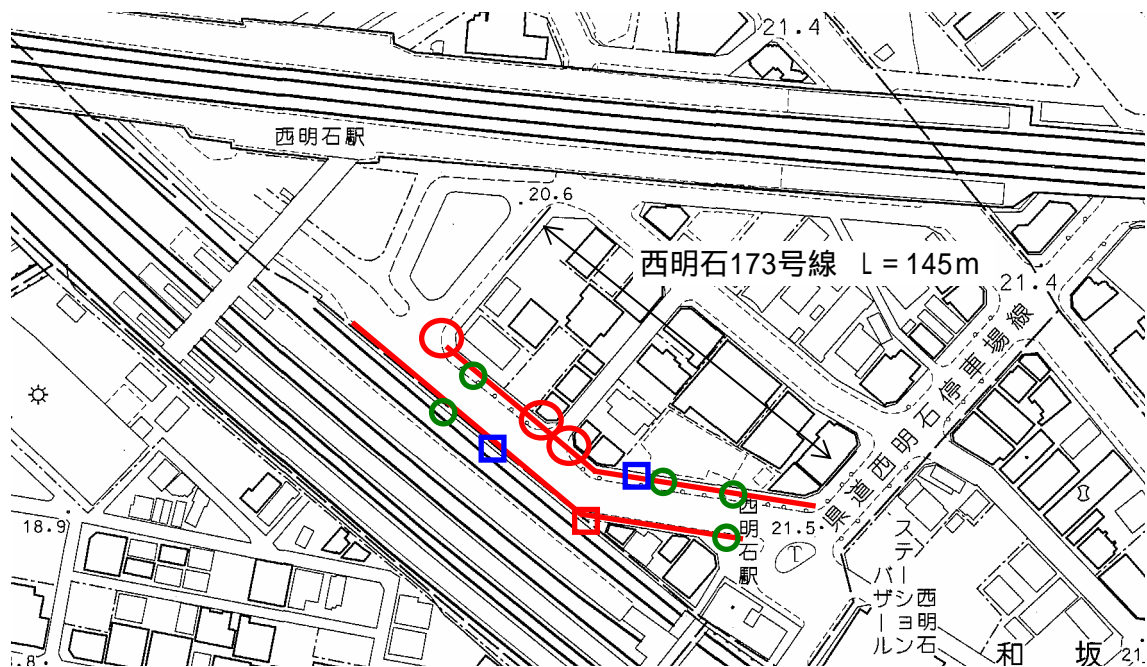 21.4
西明石駅
20.6
西明石173号線 L = 145m
21.4
県道西明石停車場線
西明石駅
21.5
ステーションバザール西明石
18.9
和坂